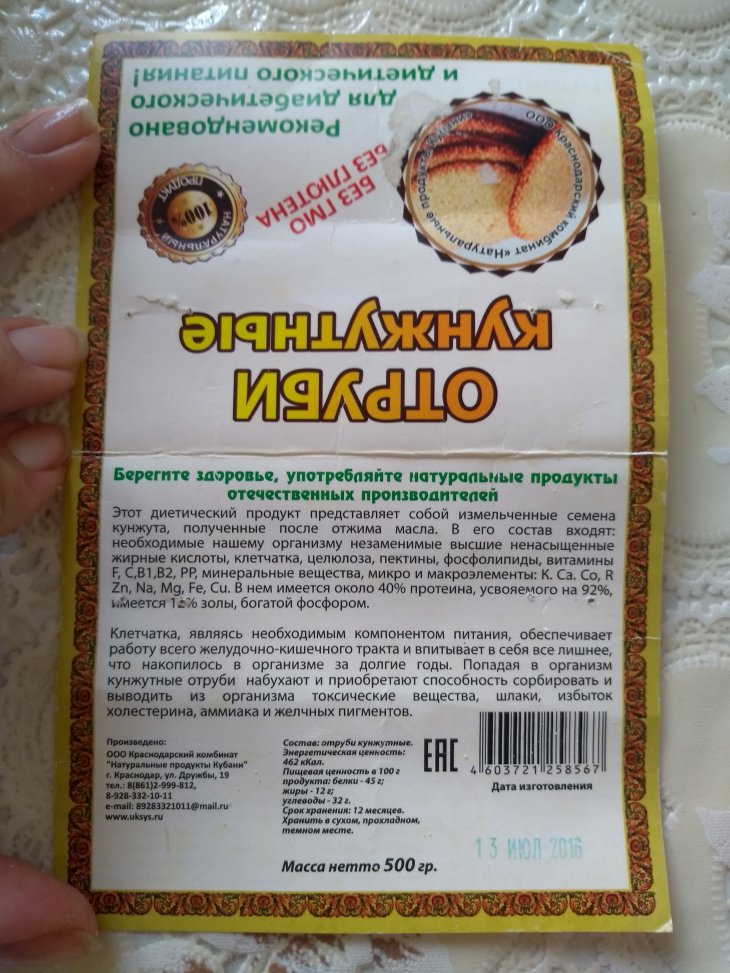 ОТРУБИ
КУНЖУТНЫЕ
ООО Краснодарский комбинат «Натуральные продукты Кубани»
БЕЗ ГМО
БЕЗ ГЛЮТЕНА
НАТУРАЛЬНЫЙ
100%
ПРОДУКТ
Рекомендовано
для диабетического
и диетического питания!
Берегите здоровье, употребляйте натуральные продукты
отечественных производителей
Этот диетический продукт представляет собой измельченные семена
кунжута, полученные после отжима масла. В его состав входят:
необходимые нашему организму незаменимые высшие ненасыщенные
жирные кислоты, клетчатка, целюлоза, пектины, фосфолипиды, витамины
F, C,B1,B2, PP, минеральные вещества, микро и макроэлементы: K. Ca. Co, R
Zn, Na, Mg, Fe, Cu. В нем имеется около 40% протеина, усвояемого на 92%,
имеется золы, богатой фосфором.
Клетчатка, являясь необходимым компонентом питания, обеспечивает
работу всего желудочно-кишечного тракта и впитывает в себя все лишнее,
что накопилось в организме за долгие годы. Попадая в организм
кунжутные отруби набухают и приобретают способность сорбировать и
выводить из организма токсические вещества, шлаки, избыток
холестерина, аммиака и желчных пигментов.
Произведено:
ООО Краснодарский комбинат
"Натуральные продукты Кубани"
г. Краснодар, ул. Дружбы, 19
тел.: 8(861)2-999-812,
8-928-332-10-11
e-mail: 89283321011@mail.ru
www.uksys.ru
Состав: отруби кунжутные.
Энергетическая ценность:
462 кКал.
Пищевая ценность в 100 г
продукта: белки - 45 г;
жиры - 12 г;
углеводы - 32 г.
Срок хранения: 12 месяцев.
Хранить в сухом, прохладном,
темном месте.
Масса нетто 500 гр.
EAC
4 603721 258567
Дата изготовления
13 ИЮЛ 2016